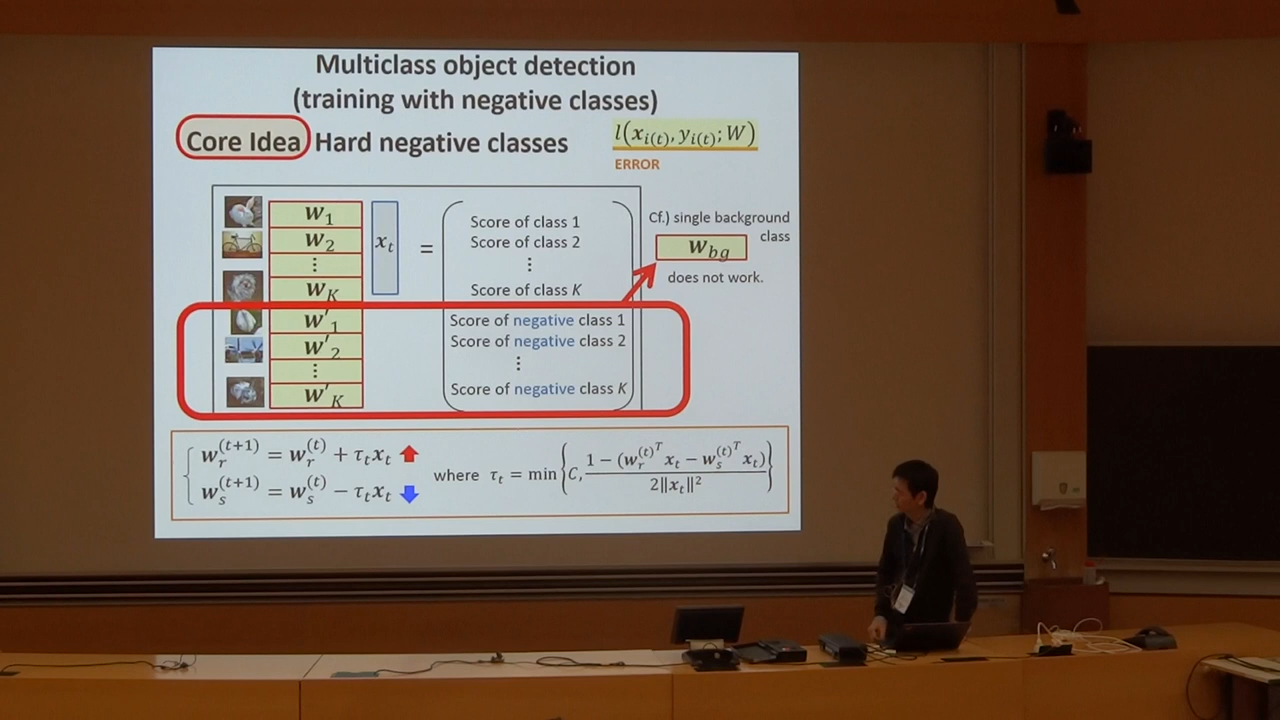 Multiclass object detection
(training with negative classes)
Core Idea Hard negative classes
l(x_{i(t)}, y_{i(t)}; W)
ERROR
w_1
w_2
⋮
w_K
w'_1
w'_2
⋮
w'_K
x_t
=
Score of class 1
Score of class 2
⋮
Score of class K
Score of negative class 1
Score of negative class 2
⋮
Score of negative class K
Cf.) single background
class
w_{bg}
does not work.
w_r^{(t+1)} = w_r^{(t)} + τ_t x_t
w_s^{(t+1)} = w_s^{(t)} − τ_t x_t
where τ_t = min { C, \frac{1 − (w_r^{(t)T} x_t − w_s^{(t)T} x_t)}{2‖x_t‖^2} }